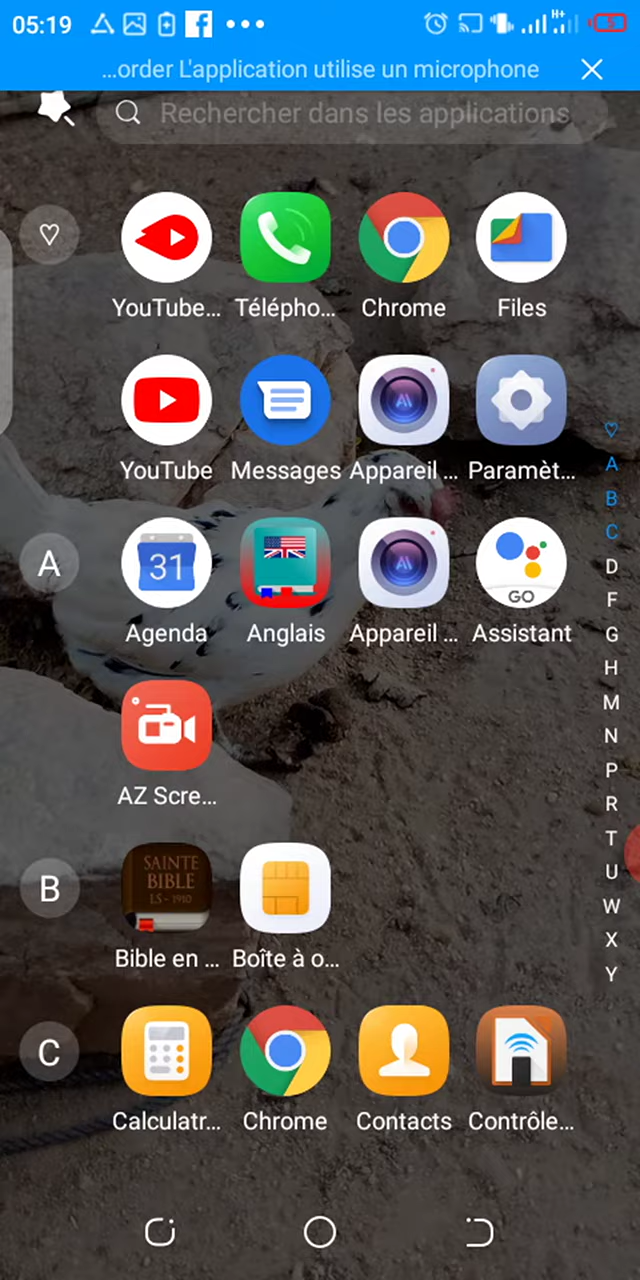 05:19 H+ 5
...order L'application utilise un microphone
Rechercher dans les applications
YouTube... Télépho... Chrome Files
YouTube Messages Appareil ... Paramèt...
A
31
GO
Agenda Anglais Appareil ... Assistant
AZ Scre...
B
SAINTE
BIBLE
LS - 1910
Bible en ... Boîte à o...
C
Calculatr... Chrome Contacts Contrôle...
A
B
C
D
F
G
H
M
N
P
R
T
U
W
X
Y